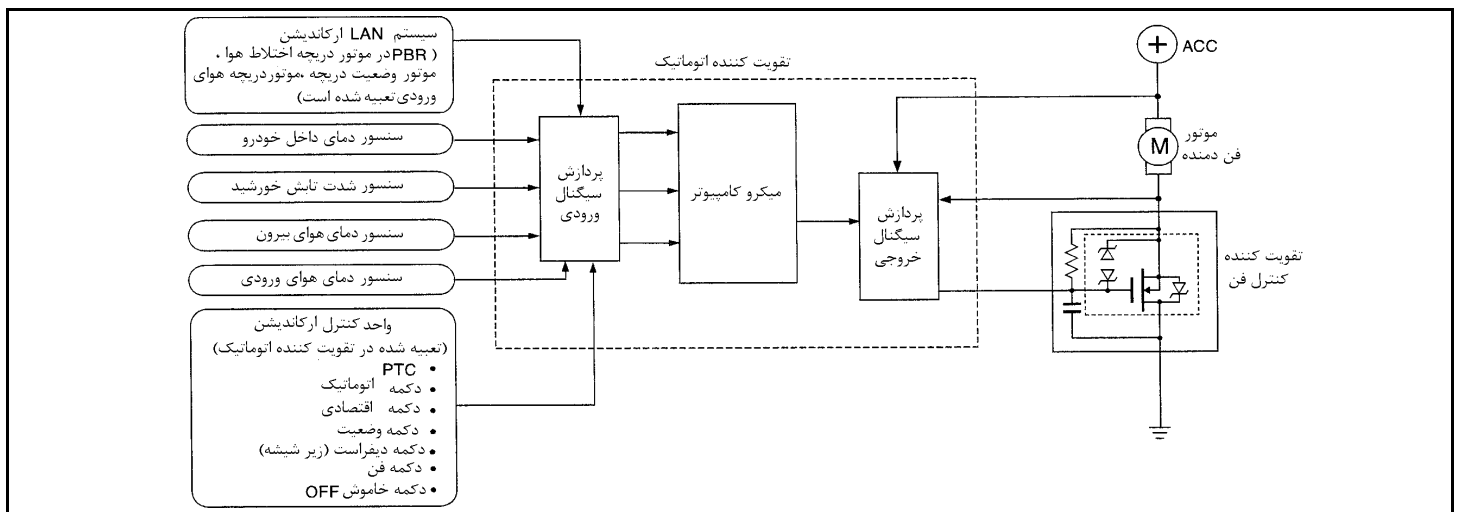 سیستم LAN ارکاندیشن
( PBRدر موتور دریچه اختلاط هوا ،
موتور وضعیت دریچه ،موتوردریچه هوای
ورودی تعبیه شده است)
سنسور دمای داخل خودرو
سنسور شدت تابش خورشید
سنسور دمای هوای بیرون
سنسور دمای هوای ورودی
واحد کنترل ارکاندیشن
(تعبیه شده در تقویت کننده اتوماتیک)
• PTC
• دکمه اتوماتیک
• دکمه اقتصادی
• دکمه وضعیت
• دکمه دیفراست (زیر شیشه)
• دکمه فن
• دکمه خاموش OFF
تقویت کننده اتوماتیک
پردازش
سیگنال
ورودی
میکرو کامپیوتر
پردازش
سیگنال
خروجی
+ ACC
M
موتور
فن دمنده
تقویت کننده
کنترل فن